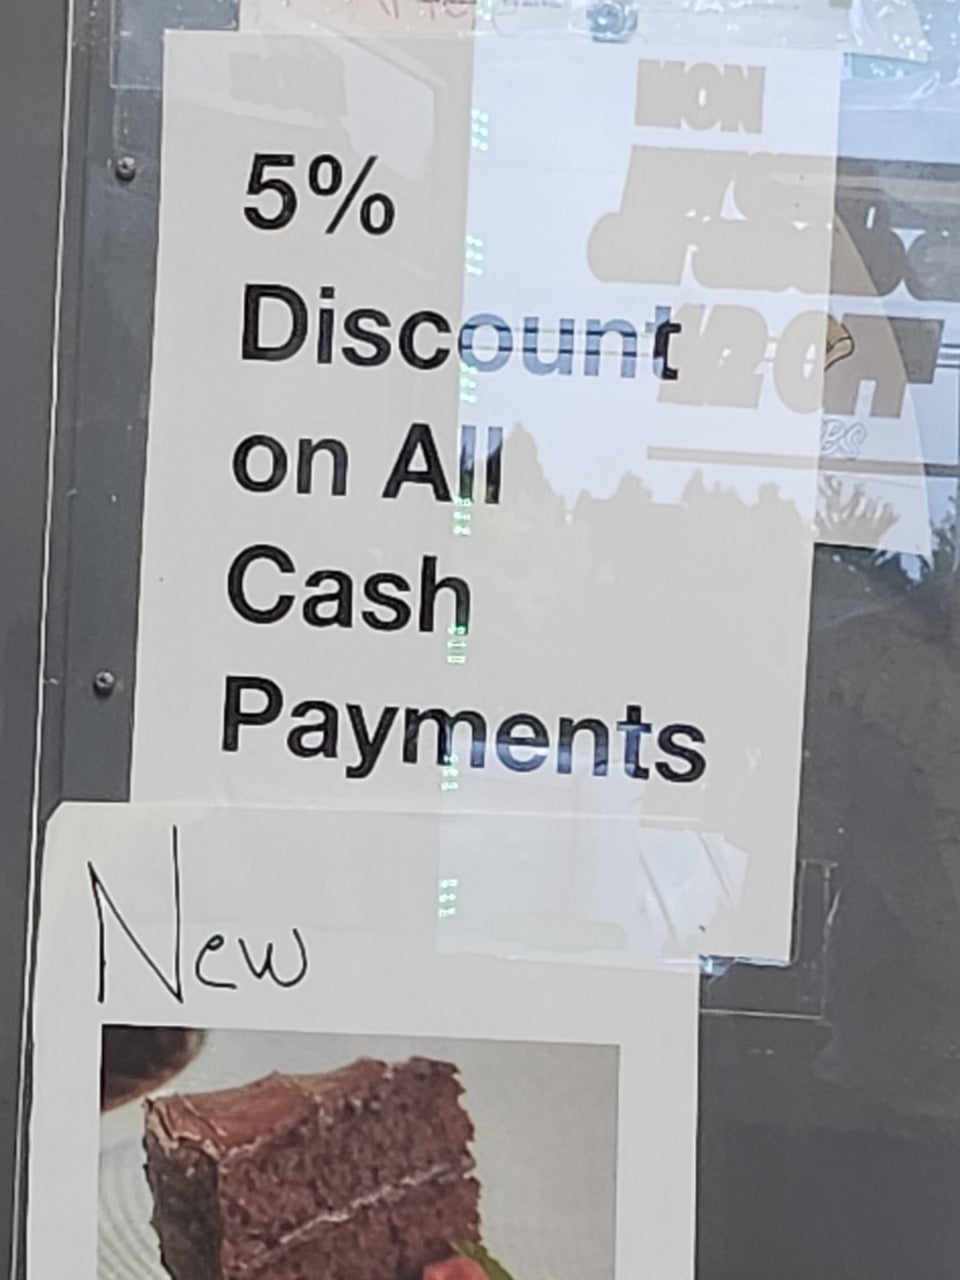 5%
Discount
on All
Cash
Payments
New